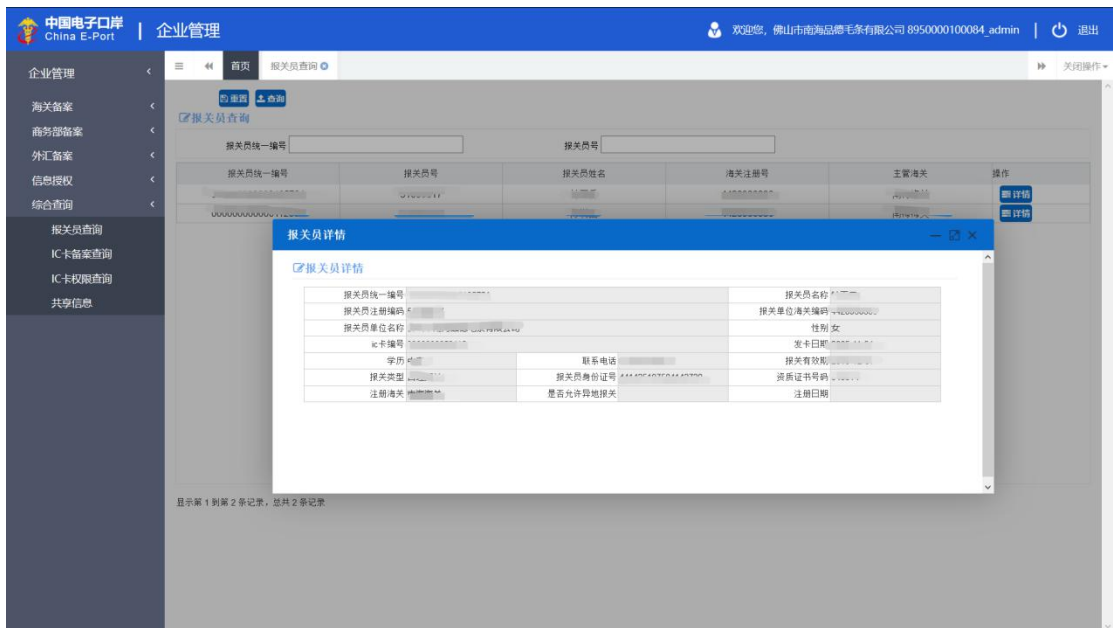 中国电子口岸
China E-Port
企业管理
欢迎您，佛山市南海品德毛条有限公司 8950000100084_admin
退出
企业管理
首页
报关员查询
关闭操作
海关备案
商务部备案
外汇备案
信息授权
综合查询
报关员查询
IC卡备案查询
IC卡权限查询
共享信息
重置 查询
报关员查询
报关员统一编号 报关员号
报关员统一编号 报关员号 报关员姓名 海关注册号 主管海关 操作
详情
详情
报关员详情
报关员详情
报关员统一编号 报关员名称
报关员注册编码 报关单位海关编码
报关员单位名称 性别 女
ic卡编号 发卡日期
学历 联系电话 报关有效期
报关类型 报关员身份证号 资质证书号码
注册海关 是否允许异地报关 注册日期
显示第 1 到第 2 条记录，总共 2 条记录